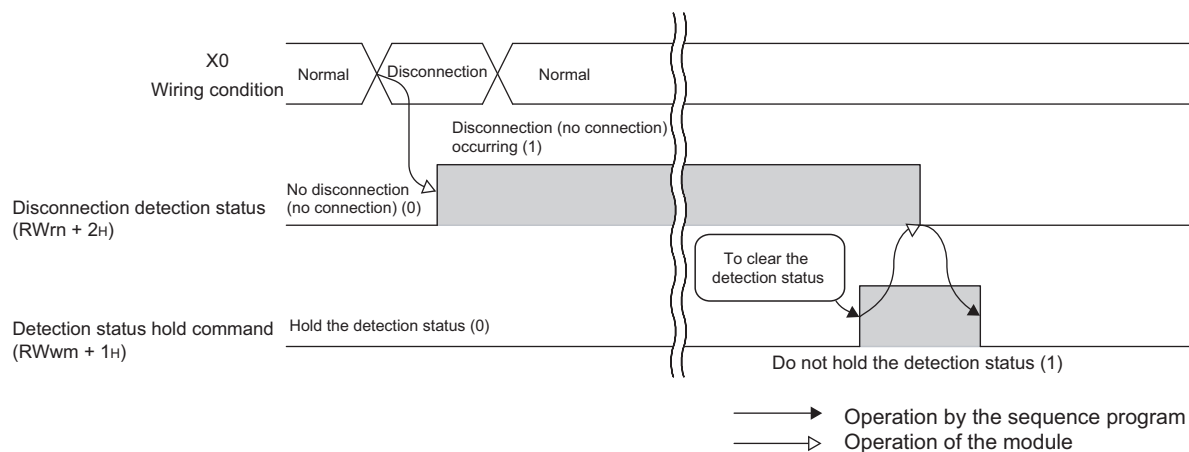 X0
Wiring condition
Normal
Disconnection
Normal
Disconnection (no connection)
occurring (1)
No disconnection
(no connection) (0)
Disconnection detection status
(RWrn + 2H)
To clear the
detection status
Detection status hold command
(RWwm + 1H)
Hold the detection status (0)
Do not hold the detection status (1)
Operation by the sequence program
Operation of the module